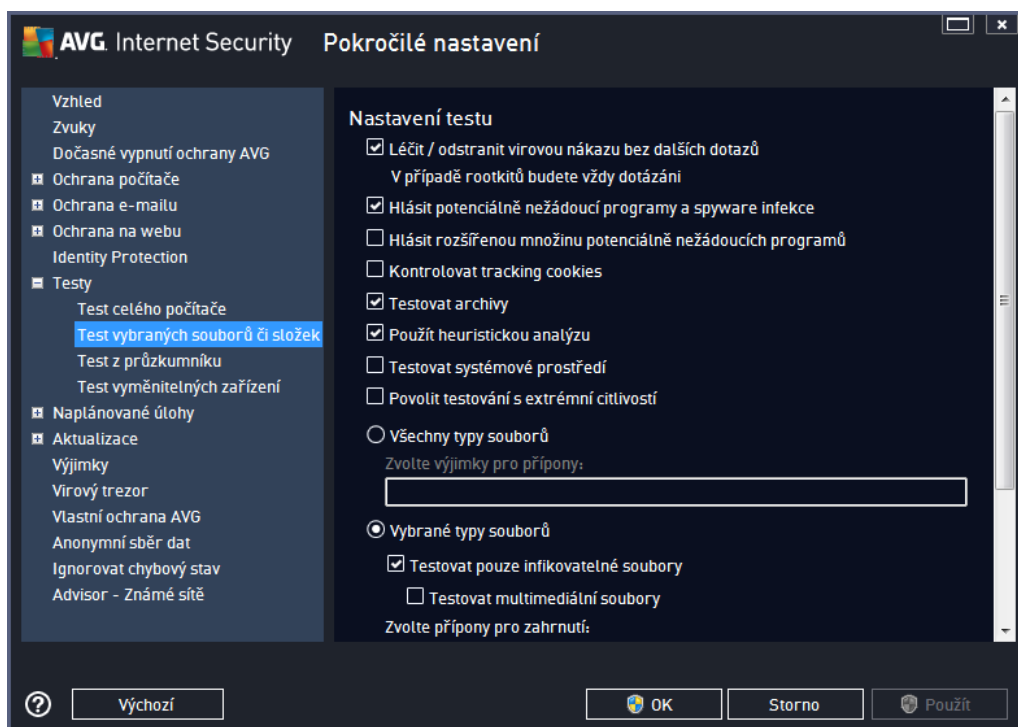 AVG. Internet Security Pokročilé nastavení
Vzhled
Zvuky
Dočasné vypnutí ochrany AVG
Ochrana počítače
Ochrana e-mailu
Ochrana na webu
Identity Protection
Testy
Test celého počítače
Test vybraných souborů či složek
Test z průzkumníku
Test vyměnitelných zařízení
Naplánované úlohy
Aktualizace
Výjimky
Virový trezor
Vlastní ochrana AVG
Anonymní sběr dat
Ignorovat chybový stav
Advisor - Známé sítě
Nastavení testu
Léčit / odstranit virovou nákazu bez dalších dotazů
V případě rootkitů budete vždy dotázáni
Hlásit potenciálně nežádoucí programy a spyware infekce
Hlásit rozšířenou množinu potenciálně nežádoucích programů
Kontrolovat tracking cookies
Testovat archivy
Použít heuristickou analýzu
Testovat systémové prostředí
Povolit testování s extrémní citlivostí
Všechny typy souborů
Zvolte výjimky pro přípony:
Vybrané typy souborů
Testovat pouze infikovatelné soubory
Testovat multimediální soubory
Zvolte přípony pro zahrnutí:
? Výchozí OK Storno Použít